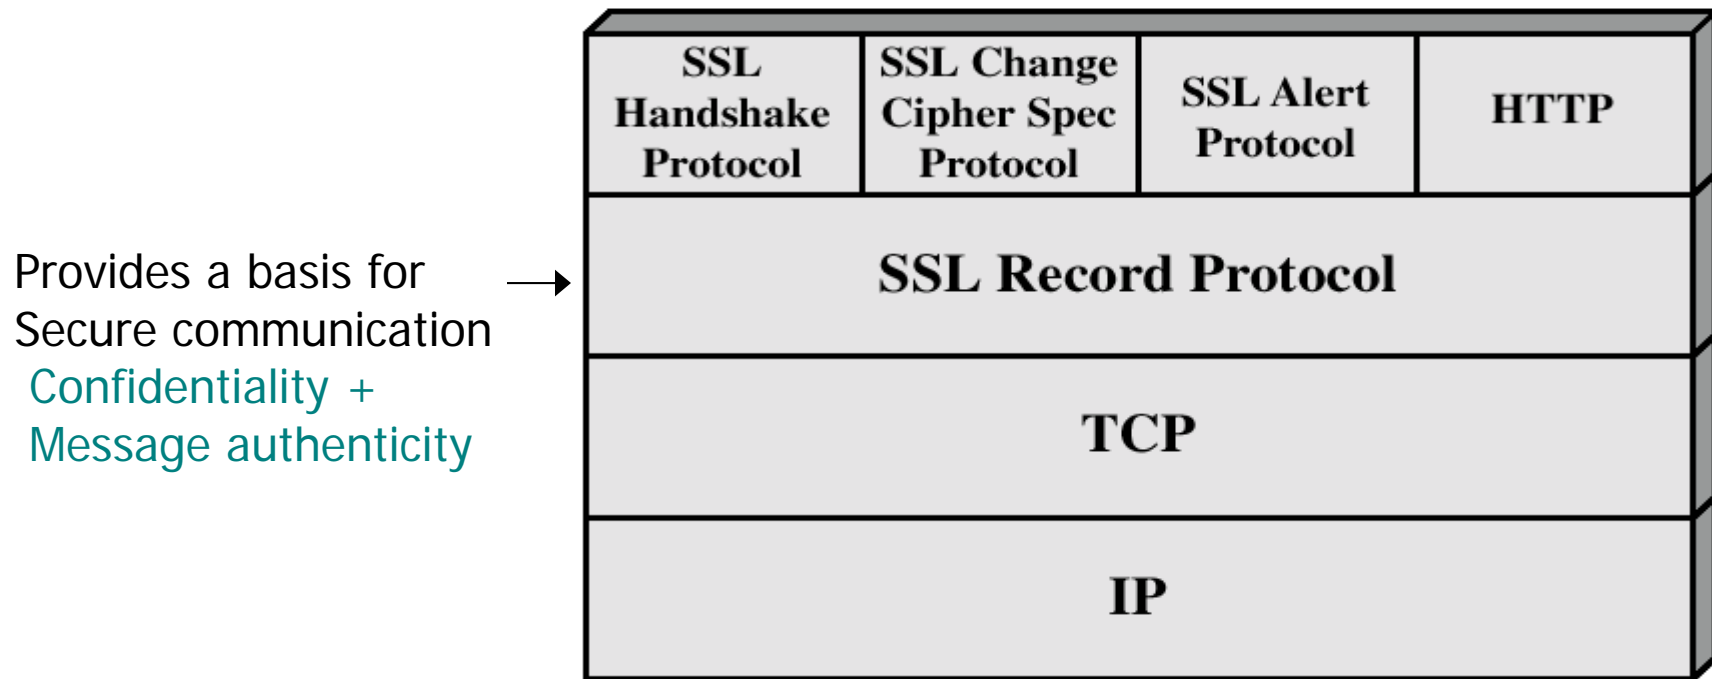 SSL
Handshake
Protocol
SSL Change
Cipher Spec
Protocol
SSL Alert
Protocol
HTTP
Provides a basis for
Secure communication
Confidentiality +
Message authenticity
SSL Record Protocol
TCP
IP